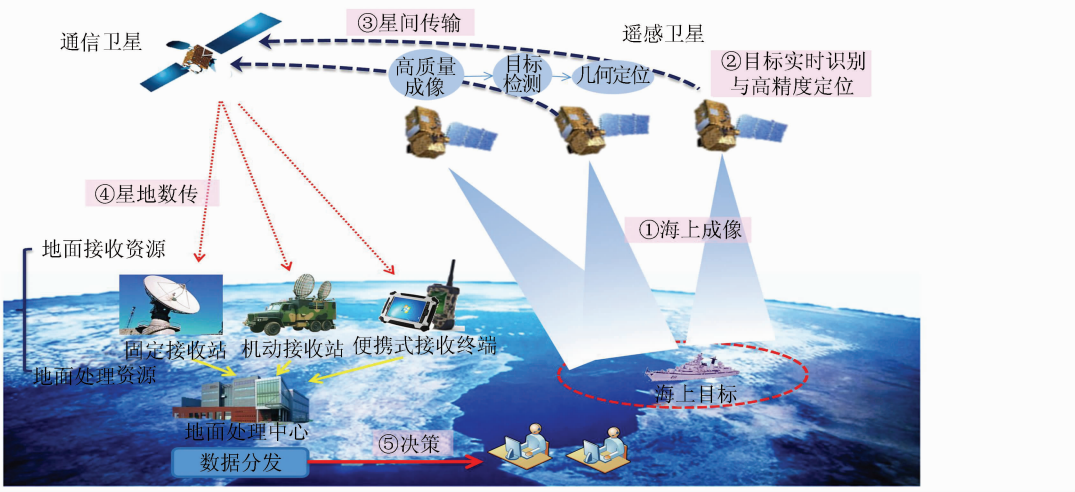 ③星间传输
遥感卫星
通信卫星
高质量
成像
目标
检测
几何定位
②目标实时识别
与高精度定位
④星地数传
①海上成像
地面接收资源
固定接收站
机动接收站
便携式接收终端
地面处理资源
海上目标
地面处理中心
⑤决策
数据分发